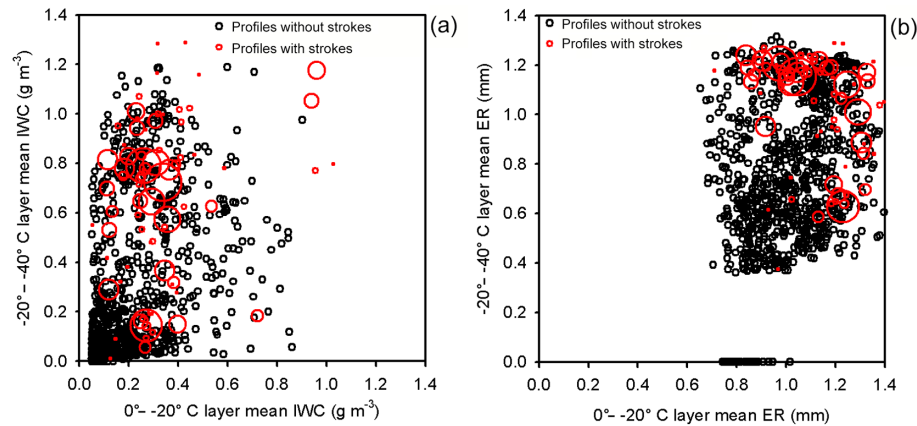 (a)
Profiles without strokes
Profiles with strokes
-20°– -40° C layer mean IWC (g m⁻³)
1.4
1.2
1.0
0.8
0.6
0.4
0.2
0.0
0.0 0.2 0.4 0.6 0.8 1.0 1.2 1.4
0°– -20° C layer mean IWC (g m⁻³)
(b)
Profiles without strokes
Profiles with strokes
-20°– -40° C layer mean ER (mm)
1.4
1.2
1.0
0.8
0.6
0.4
0.2
0.0
0.0 0.2 0.4 0.6 0.8 1.0 1.2 1.4
0°– -20° C layer mean ER (mm)